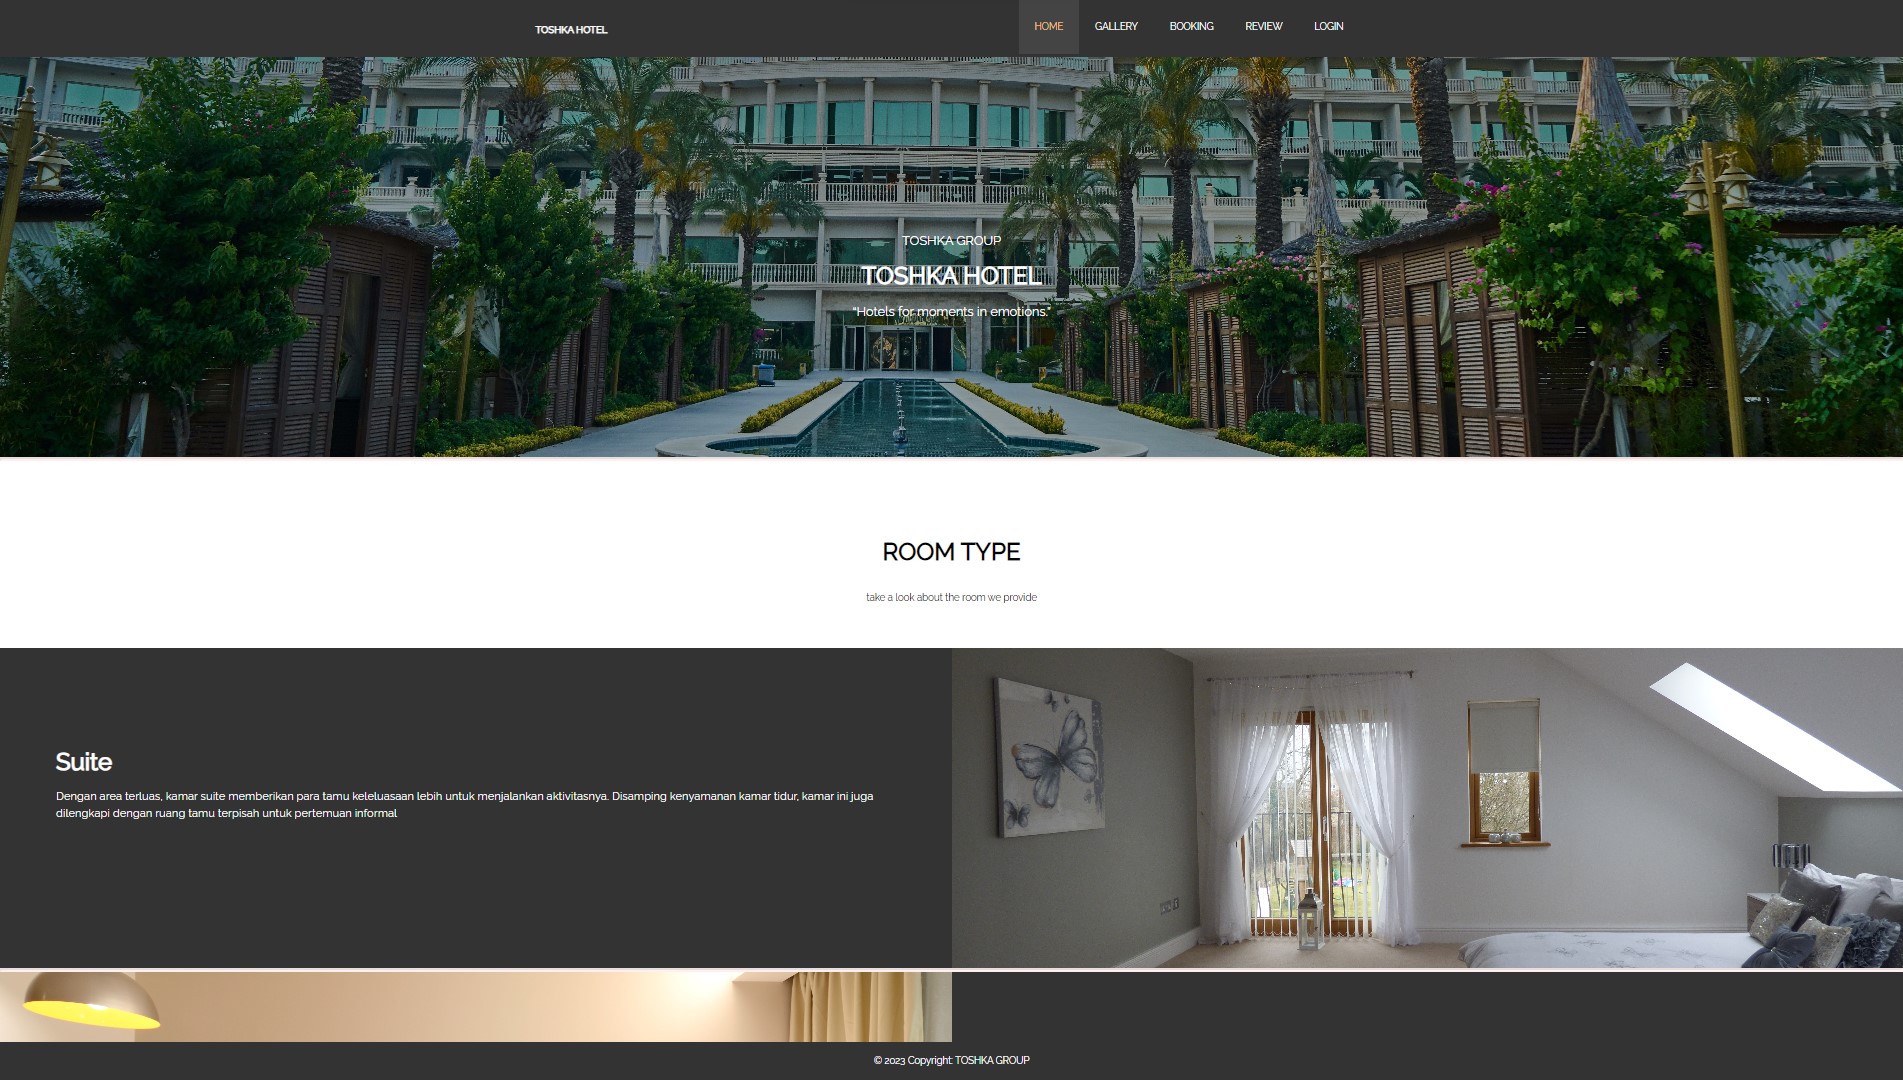 TOSHKA HOTEL
HOME GALLERY BOOKING REVIEW LOGIN
TOSHKA GROUP
TOSHKA HOTEL
"Hotels for moments in emotions."
ROOM TYPE
take a look about the room we provide
Suite
Dengan area terluas, kamar suite memberikan para tamu keleluasaan lebih untuk menjalankan aktivitasnya. Disamping kenyamanan kamar tidur, kamar ini juga
dilengkapi dengan ruang tamu terpisah untuk pertemuan informal
© 2023 Copyright: TOSHKA GROUP